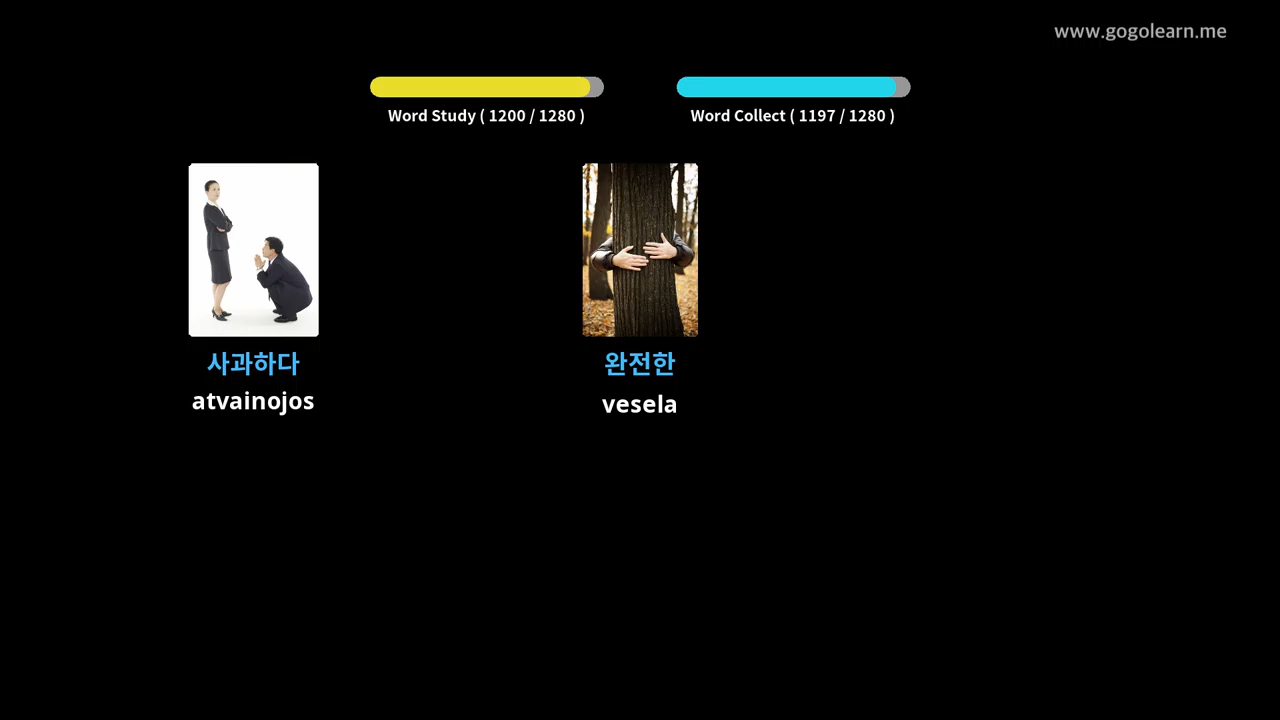 www.gogolearn.me
Word Study ( 1200 / 1280 )
Word Collect ( 1197 / 1280 )
사과하다
atvainojos
완전한
vesela